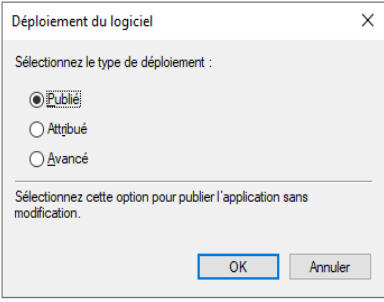 Déploiement du logiciel
Sélectionnez le type de déploiement :
Publié
Attribué
Avancé
Sélectionnez cette option pour publier l'application sans
modification.
OK Annuler